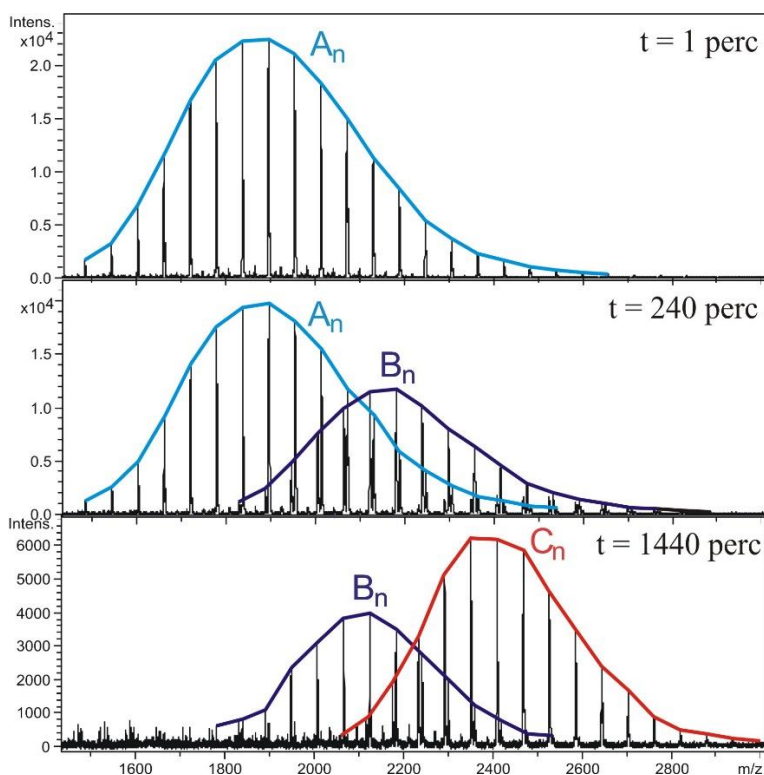 Intens.
x10⁴
2.0
1.5
1.0
0.5
0.0
Aₙ
t = 1 perc
x10⁴
1.5
1.0
0.5
0.0
Aₙ
Bₙ
t = 240 perc
Intens.
6000
5000
4000
3000
2000
1000
0
Bₙ
Cₙ
t = 1440 perc
1600 1800 2000 2200 2400 2600 2800 m/z